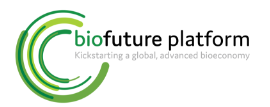 biofuture platform
Kickstarting a global, advanced bioeconomy